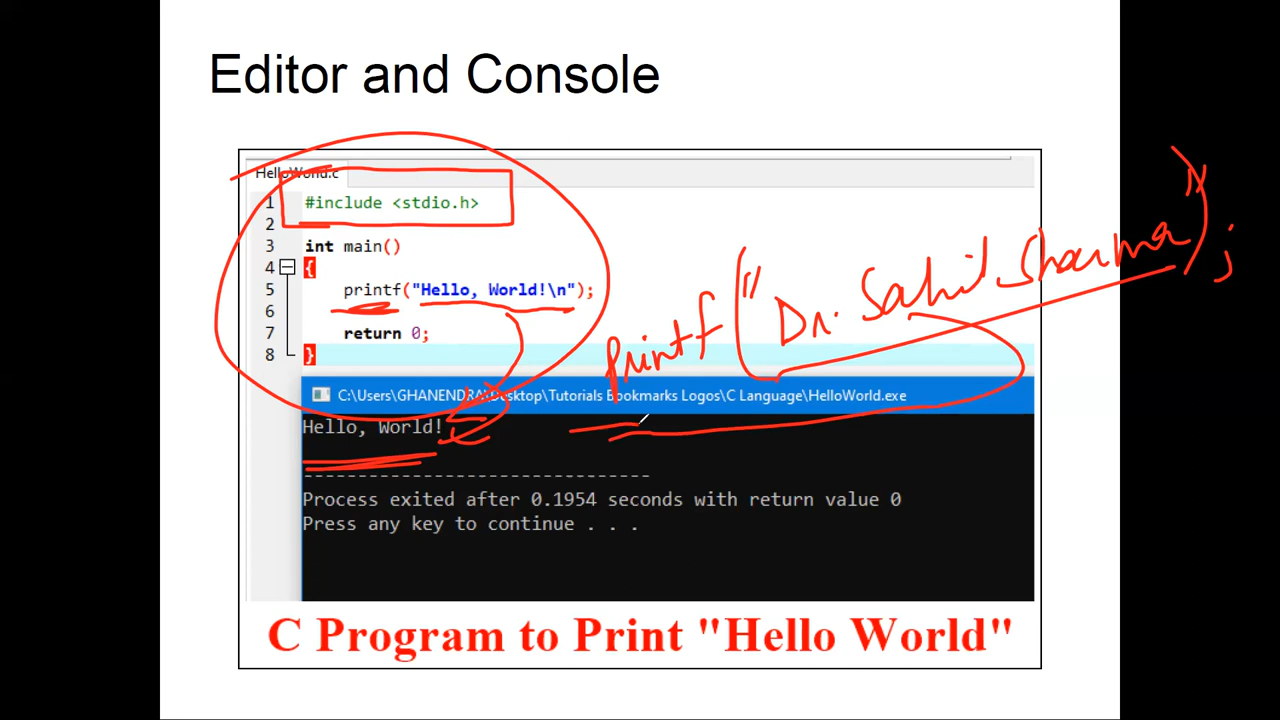 Editor and Console
HelloWorld.c
1 #include <stdio.h>
2
3 int main()
4 {
5 printf("Hello, World!\n");
6
7 return 0;
8 }
printf("Dr. Sahil Sharma");
C:\Users\GHANENDRA\Desktop\Tutorials Bookmarks Logos\C Language\HelloWorld.exe
Hello, World!
--------------------------------
Process exited after 0.1954 seconds with return value 0
Press any key to continue . . .
C Program to Print "Hello World"